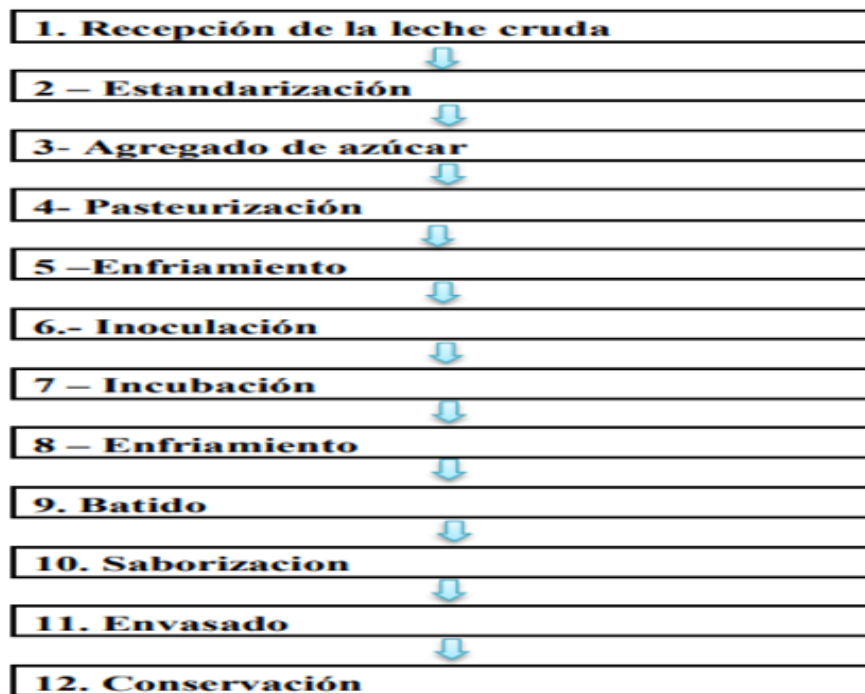 1. Recepción de la leche cruda
2 – Estandarización
3- Agregado de azúcar
4- Pasteurización
5 –Enfriamiento
6.- Inoculación
7 – Incubación
8 – Enfriamiento
9. Batido
10. Saborizacion
11. Envasado
12. Conservación